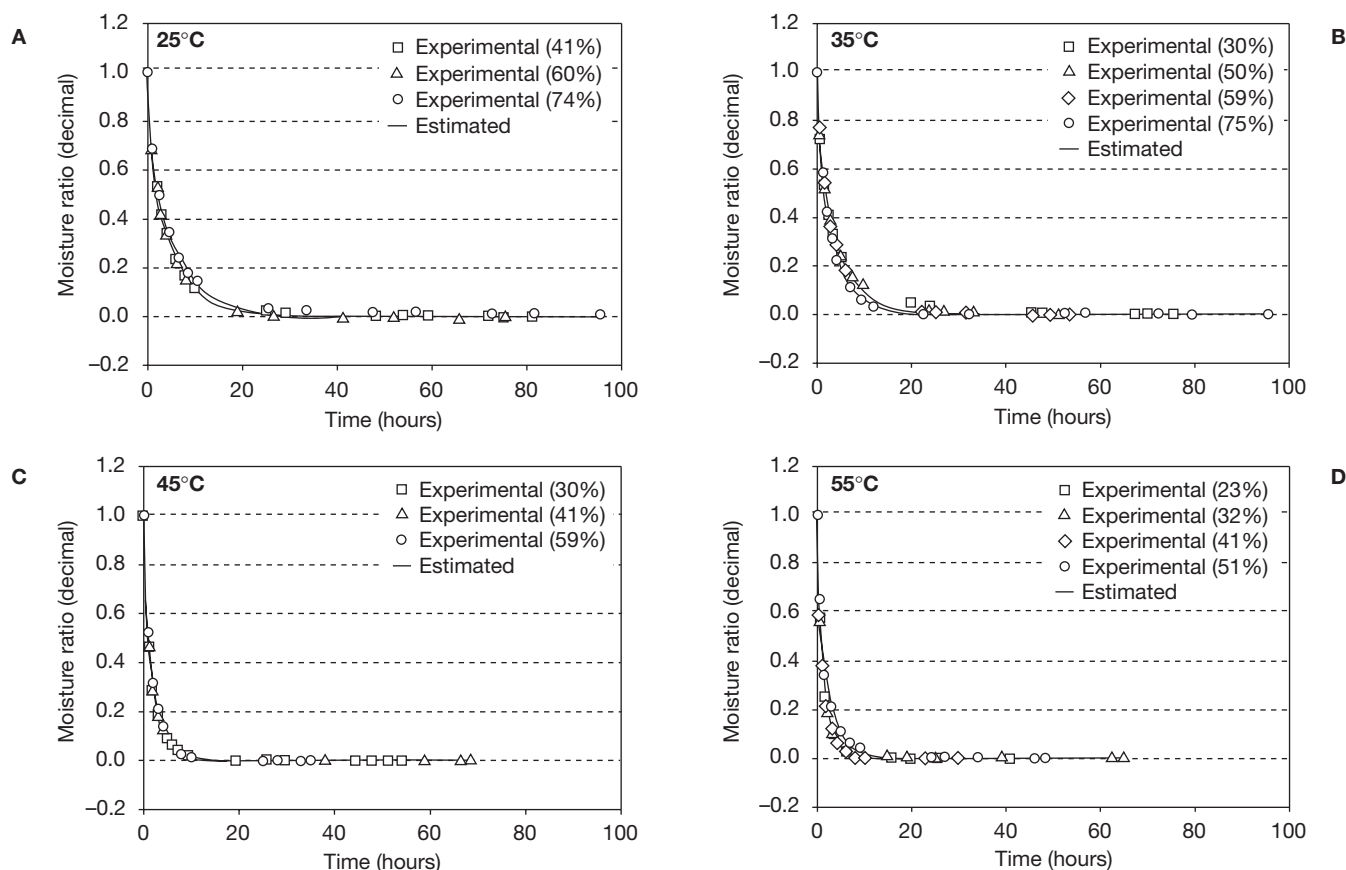 A
25°C
Experimental (41%)
Experimental (60%)
Experimental (74%)
Estimated
Moisture ratio (decimal)
1.2
1.0
0.8
0.6
0.4
0.2
0.0
–0.2
0 20 40 60 80 100
Time (hours)
B
35°C
Experimental (30%)
Experimental (50%)
Experimental (59%)
Experimental (75%)
Estimated
Moisture ratio (decimal)
1.2
1.0
0.8
0.6
0.4
0.2
0.0
–0.2
0 20 40 60 80 100
Time (hours)
C
45°C
Experimental (30%)
Experimental (41%)
Experimental (59%)
Estimated
Moisture ratio (decimal)
1.2
1.0
0.8
0.6
0.4
0.2
0.0
–0.2
0 20 40 60 80 100
Time (hours)
D
55°C
Experimental (23%)
Experimental (32%)
Experimental (41%)
Experimental (51%)
Estimated
Moisture ratio (decimal)
1.2
1.0
0.8
0.6
0.4
0.2
0.0
–0.2
0 20 40 60 80 100
Time (hours)